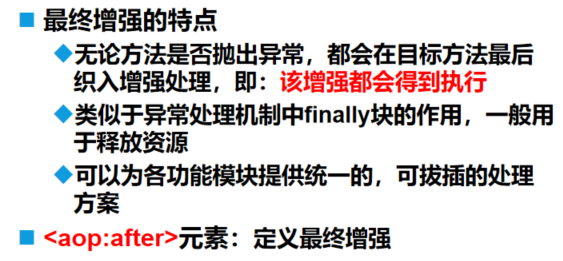 最终增强的特点
无论方法是否抛出异常，都会在目标方法最后
织入增强处理，即：该增强都会得到执行
类似于异常处理机制中finally块的作用，一般用
于释放资源
可以为各功能模块提供统一的，可拔插的处理
方案
<aop:after>元素：定义最终增强